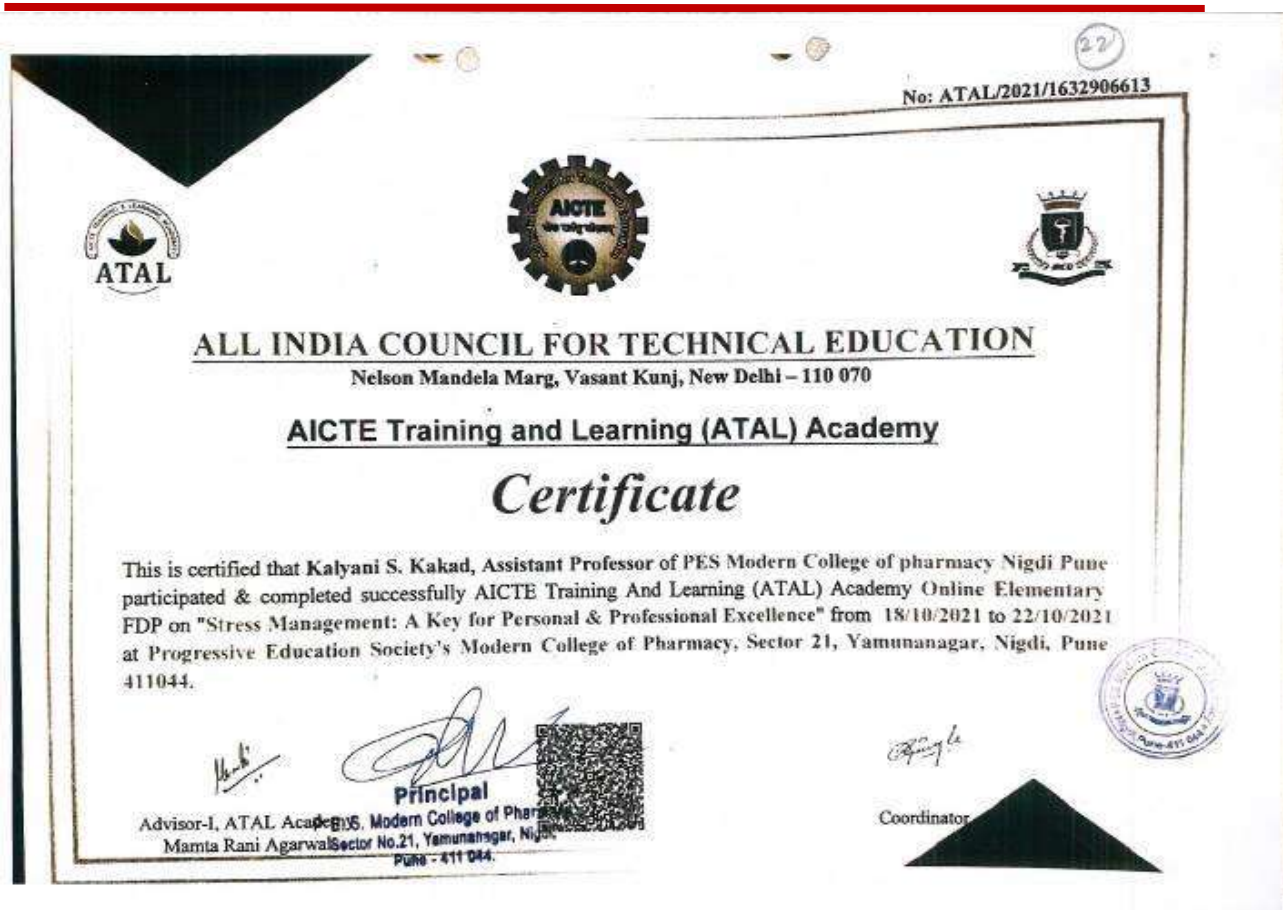 22
No: ATAL/2021/1632906613
AICTE
ATAL
ALL INDIA COUNCIL FOR TECHNICAL EDUCATION
Nelson Mandela Marg, Vasant Kunj, New Delhi – 110 070
AICTE Training and Learning (ATAL) Academy
Certificate
This is certified that Kalyani S. Kakad, Assistant Professor of PES Modern College of pharmacy Nigdi Pune
participated & completed successfully AICTE Training And Learning (ATAL) Academy Online Elementary
FDP on "Stress Management: A Key for Personal & Professional Excellence" from 18/10/2021 to 22/10/2021
at Progressive Education Society's Modern College of Pharmacy, Sector 21, Yamunanagar, Nigdi, Pune
411044.
Principal
Advisor-I, ATAL
Modern College of
Mamta Rani Agarwal
Sector No.21, Yamunanagar,
Pune - 411 044.
Coordinator
Pune-411 044